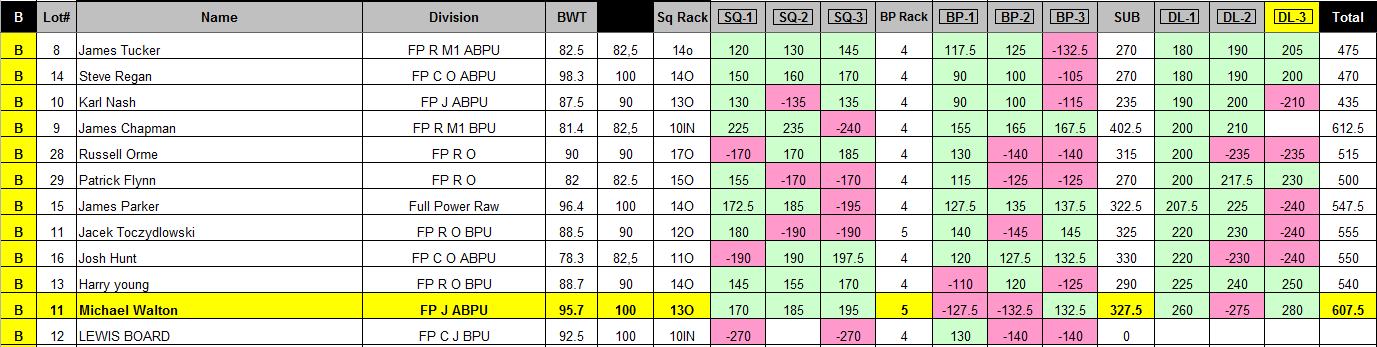 B Lot# Name Division BWT Sq Rack SQ-1 SQ-2 SQ-3 BP Rack BP-1 BP-2 BP-3 SUB DL-1 DL-2 DL-3 Total
B 8 James Tucker FP R M1 ABPU 82.5 82,5 14o 120 130 145 4 117.5 125 -132.5 270 180 190 205 475
B 14 Steve Regan FP C O ABPU 98.3 100 14O 150 160 170 4 90 100 -105 270 180 190 200 470
B 10 Karl Nash FP J ABPU 87.5 90 13O 130 -135 135 4 90 100 -115 235 190 200 -210 435
B 9 James Chapman FP R M1 BPU 81.4 82,5 10IN 225 235 -240 4 155 165 167.5 402.5 200 210 612.5
B 28 Russell Orme FP R O 90 90 17O -170 170 185 4 130 -140 -140 315 200 -235 -235 515
B 29 Patrick Flynn FP R O 82 82.5 15O 155 -170 -170 4 115 -125 -125 270 200 217.5 230 500
B 15 James Parker Full Power Raw 96.4 100 14O 172.5 185 -195 4 127.5 135 137.5 322.5 207.5 225 -240 547.5
B 11 Jacek Toczydlowski FP R O BPU 88.5 90 12O 180 -190 -190 5 140 -145 145 325 220 230 -240 555
B 16 Josh Hunt FP C O ABPU 78.3 82,5 11O -190 190 197.5 4 120 127.5 132.5 330 220 -230 -240 550
B 13 Harry young FP R O BPU 88.7 90 14O 145 155 170 4 -110 120 -125 290 225 240 250 540
B 11 Michael Walton FP J ABPU 95.7 100 13O 170 185 195 5 -127.5 -132.5 132.5 327.5 260 -275 280 607.5
B 12 LEWIS BOARD FP C J BPU 92.5 100 10IN -270 -270 4 130 -140 -140 0